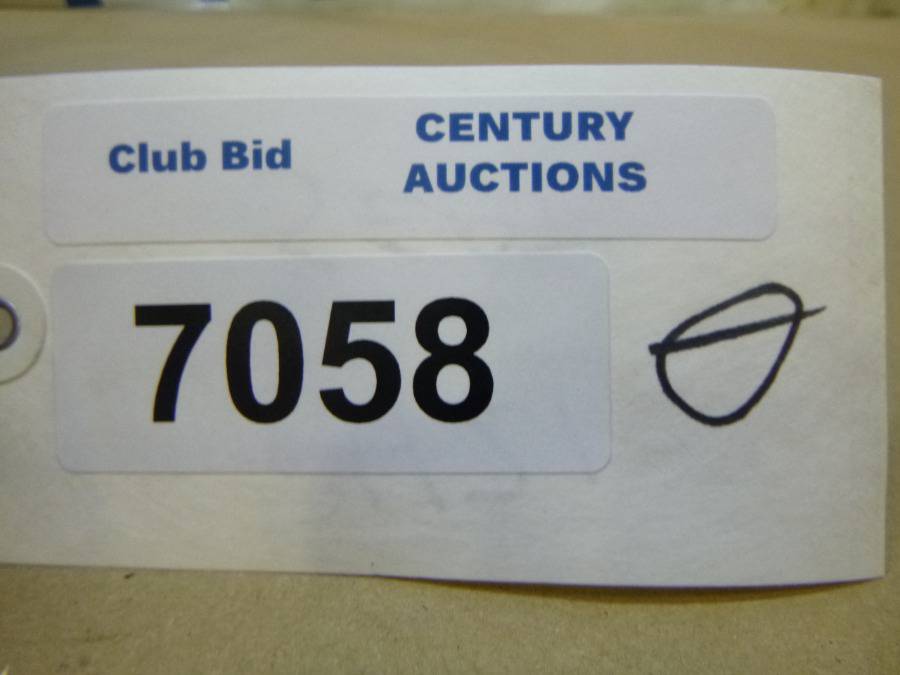 Club Bid
CENTURY
AUCTIONS
7058